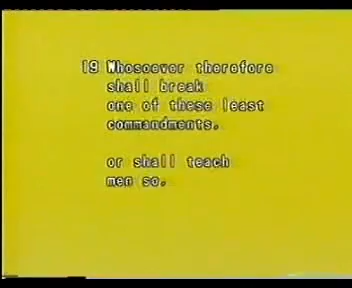 19 Whosoever therefore
shall break
one of these least
commandments.
or shall teach
men so.